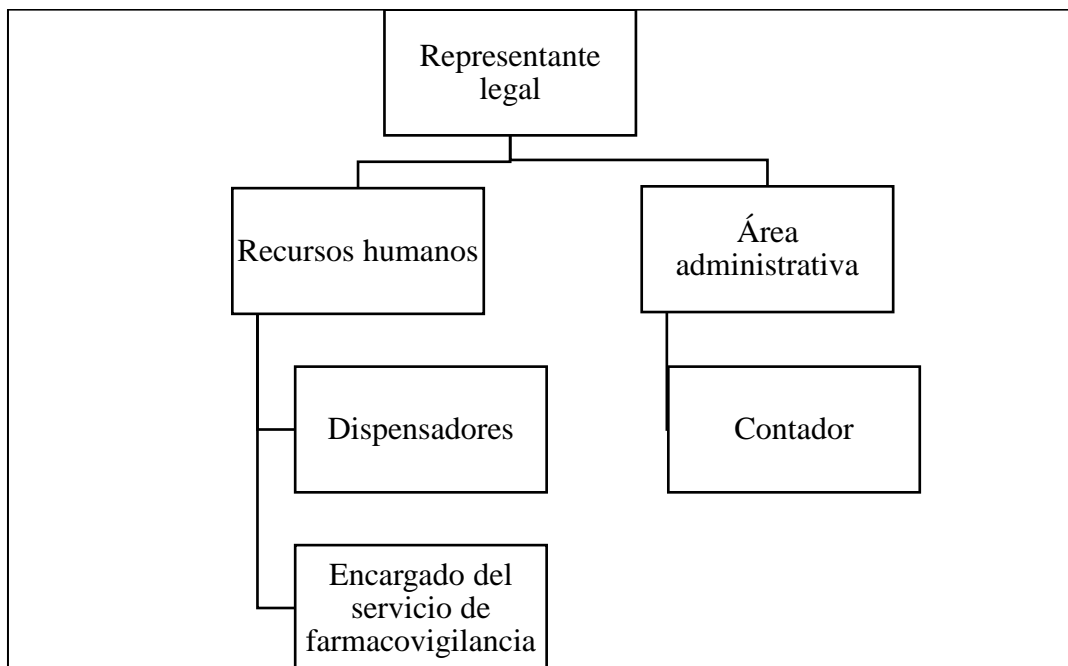 Representante
legal
Recursos humanos
Área
administrativa
Dispensadores
Contador
Encargado del
servicio de
farmacovigilancia